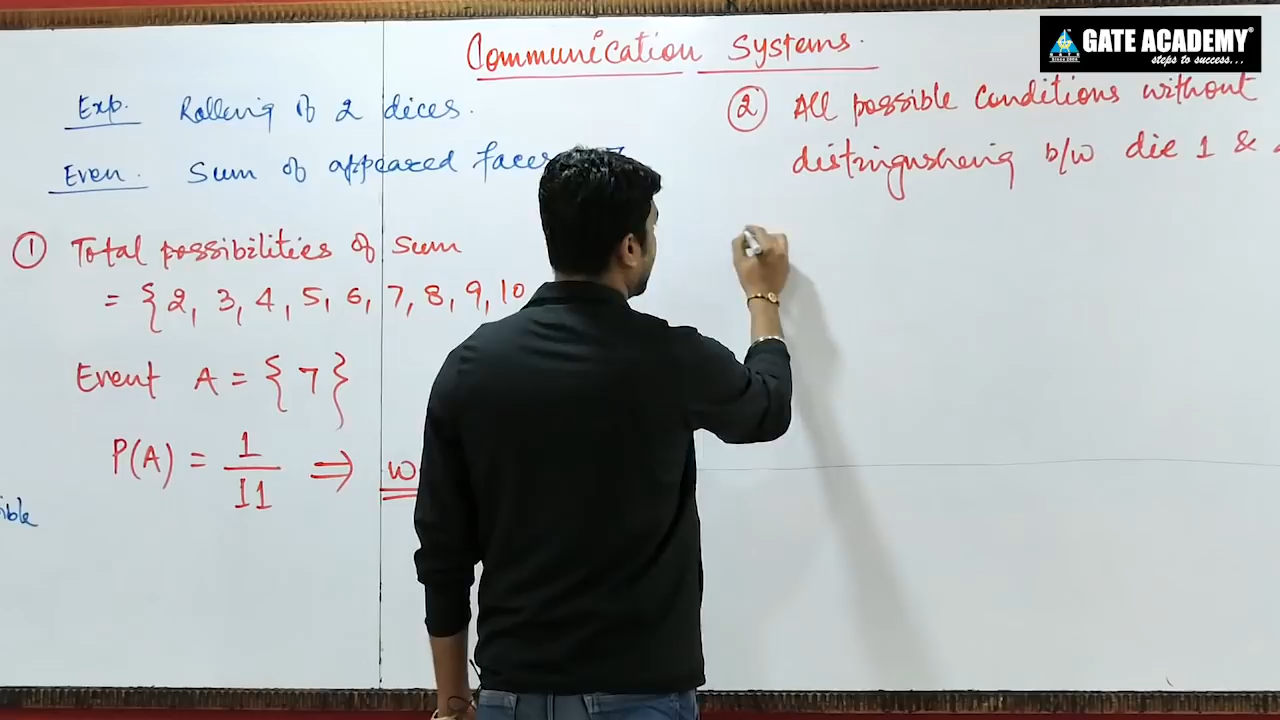 Communication Systems.
GATE ACADEMY®
steps to success...
Exp. Rolling of 2 dices.
Even. Sum of appeared faces
① Total possibilities of Sum
= { 2, 3, 4, 5, 6, 7, 8, 9, 10
Event A = { 7 }
P(A) = 1/11 ⇒
② All possible Conditions without
distingusheing b/w die 1 &